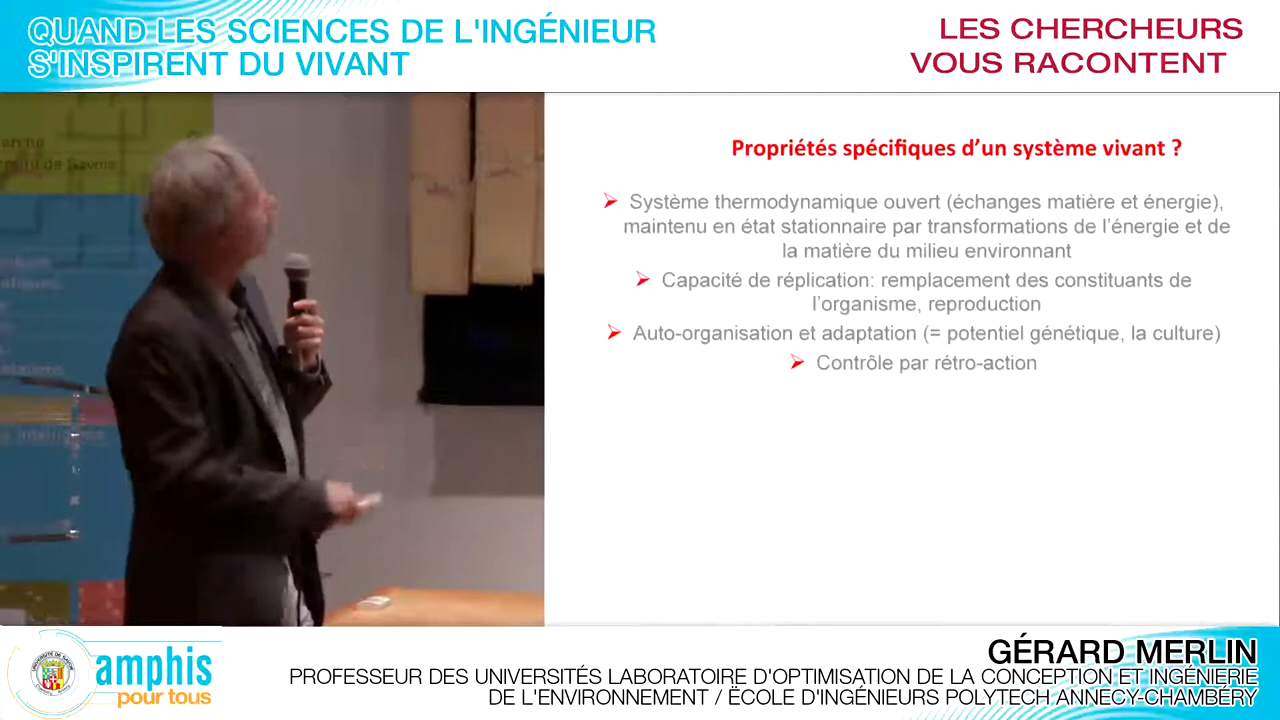 QUAND LES SCIENCES DE L'INGÉNIEUR
S'INSPIRENT DU VIVANT
LES CHERCHEURS
VOUS RACONTENT
Propriétés spécifiques d'un système vivant ?
Système thermodynamique ouvert (échanges matière et énergie),
maintenu en état stationnaire par transformations de l'énergie et de
la matière du milieu environnant
Capacité de réplication: remplacement des constituants de
l'organisme, reproduction
Auto-organisation et adaptation (= potentiel génétique, la culture)
Contrôle par rétro-action
amphis
pour tous
GÉRARD MERLIN
PROFESSEUR DES UNIVERSITÉS LABORATOIRE D'OPTIMISATION DE LA CONCEPTION ET INGÉNIERIE
DE L'ENVIRONNEMENT / ËCOLE D'INGÉNIEURS POLYTECH ANNECY-CHAMBÉRY